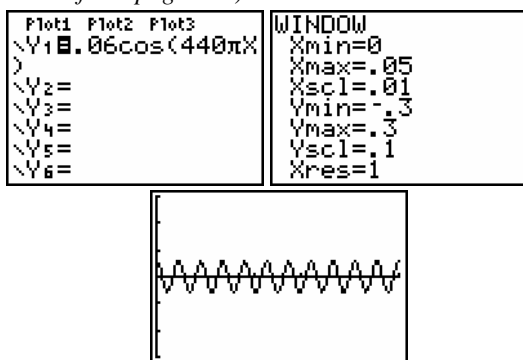 Plot1 Plot2 Plot3
\Y1=.06cos(440πX
)
\Y2=
\Y3=
\Y4=
\Y5=
\Y6=
WINDOW
Xmin=0
Xmax=.05
Xscl=.01
Ymin=-.3
Ymax=.3
Yscl=.1
Xres=1